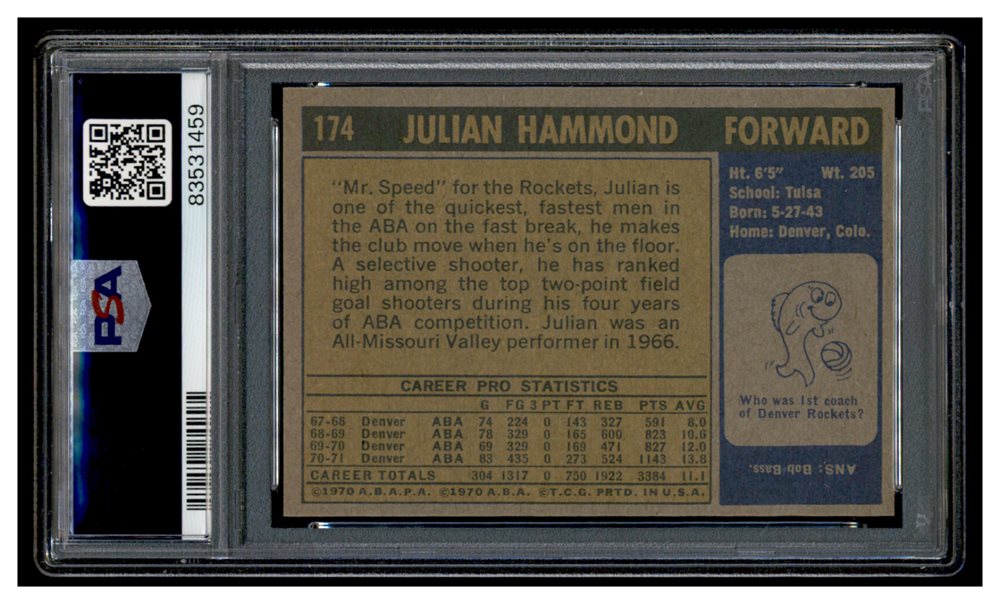 83531459
PSA
174 JULIAN HAMMOND FORWARD
"Mr. Speed" for the Rockets, Julian is
one of the quickest, fastest men in
the ABA on the fast break, he makes
the club move when he's on the floor.
A selective shooter, he has ranked
high among the top two-point field
goal shooters during his four years
of ABA competition. Julian was an
All-Missouri Valley performer in 1966.
Ht. 6'5" Wt. 205
School: Tulsa
Born: 5-27-43
Home: Denver, Colo.
Who was 1st coach
of Denver Rockets?
ANS: Bob Bass.
CAREER PRO STATISTICS
G FG 3PT FT REB PTS AVG
67-68 Denver ABA 74 224 0 143 327 591 8.0
68-69 Denver ABA 78 329 0 165 600 823 10.6
69-70 Denver ABA 69 329 0 169 471 827 12.0
70-71 Denver ABA 83 435 0 273 524 1143 13.8
CAREER TOTALS 304 1317 0 750 1922 3384 11.1
©1970 A.B.A.P.A. ©1970 A.B.A. ©T.C.G. PRTD. IN U.S.A.